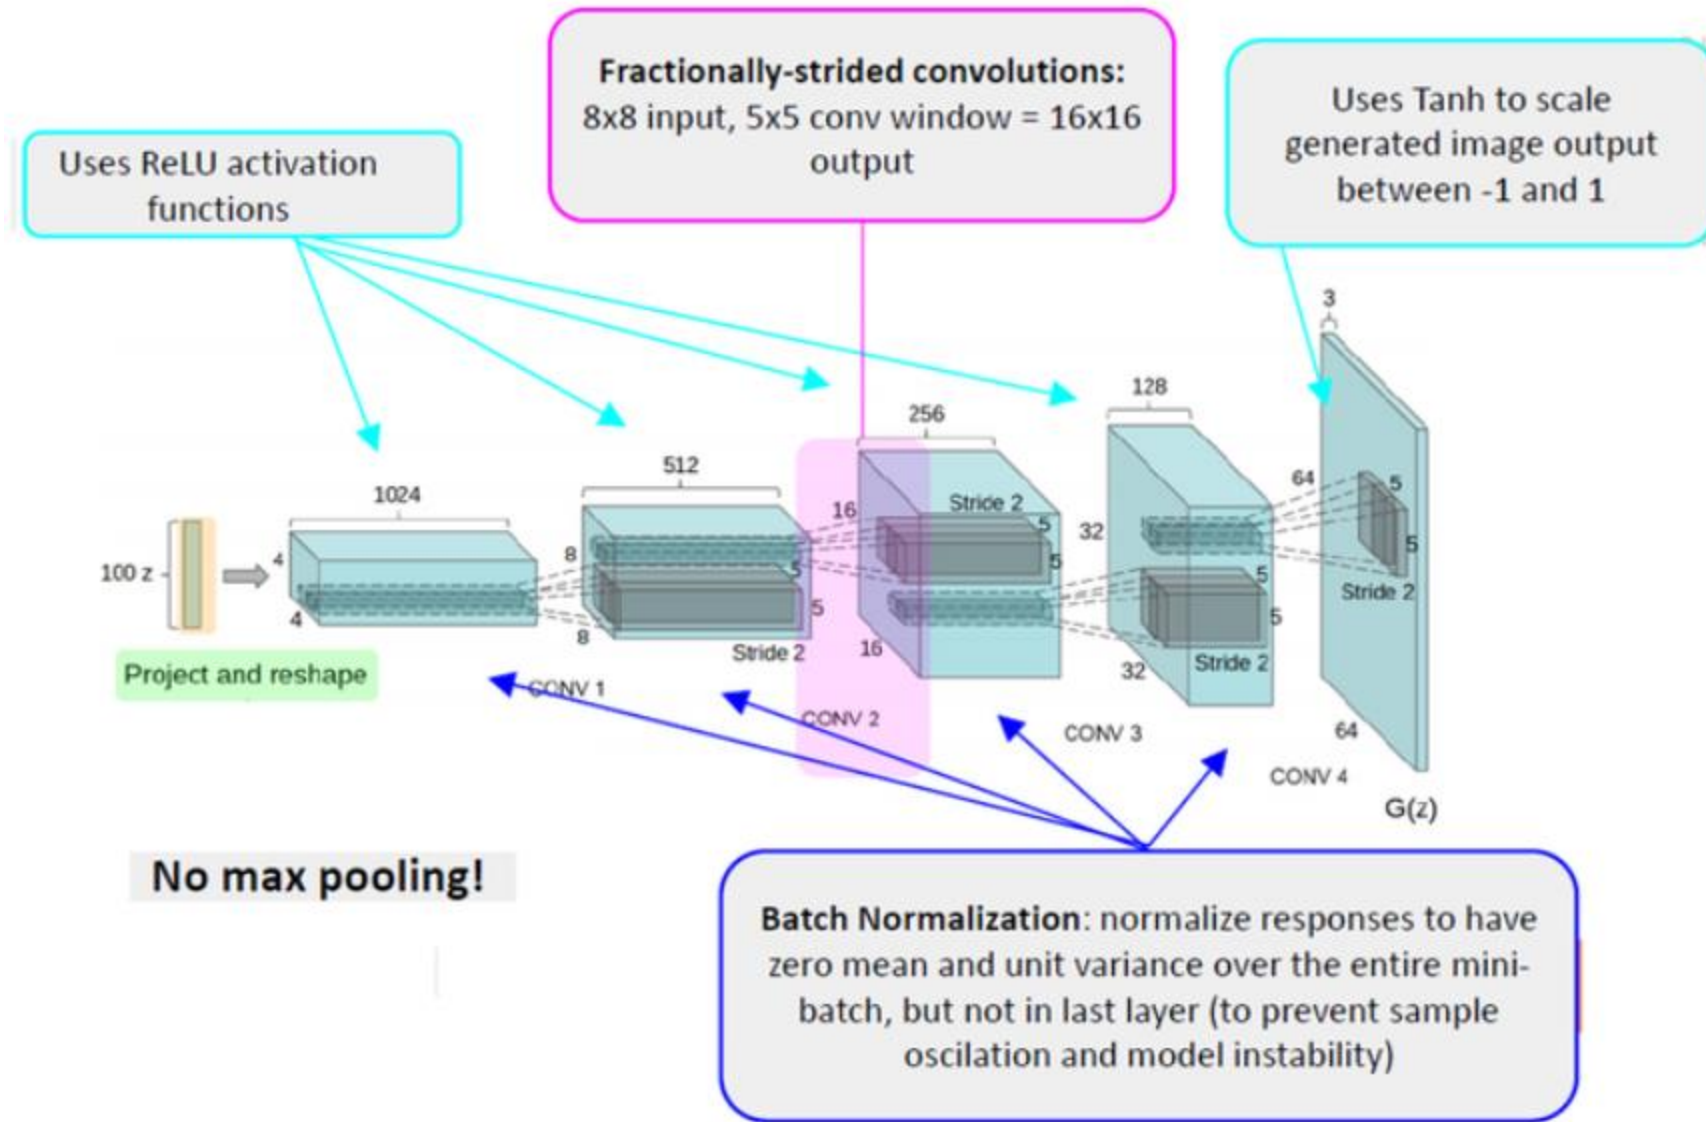 Fractionally-strided convolutions:
8x8 input, 5x5 conv window = 16x16
output
Uses Tanh to scale
generated image output
between -1 and 1
Uses ReLU activation
functions
3
128
256
512
1024
64
5
Stride 2
16
5
32
5
8
5
4
5
5
100 z
5
5
5
Stride 2
4
8
Stride 2
16
32
Stride 2
Project and reshape
CONV 1
CONV 2
CONV 3
64
CONV 4
G(z)
No max pooling!
Batch Normalization: normalize responses to have
zero mean and unit variance over the entire mini-
batch, but not in last layer (to prevent sample
oscilation and model instability)